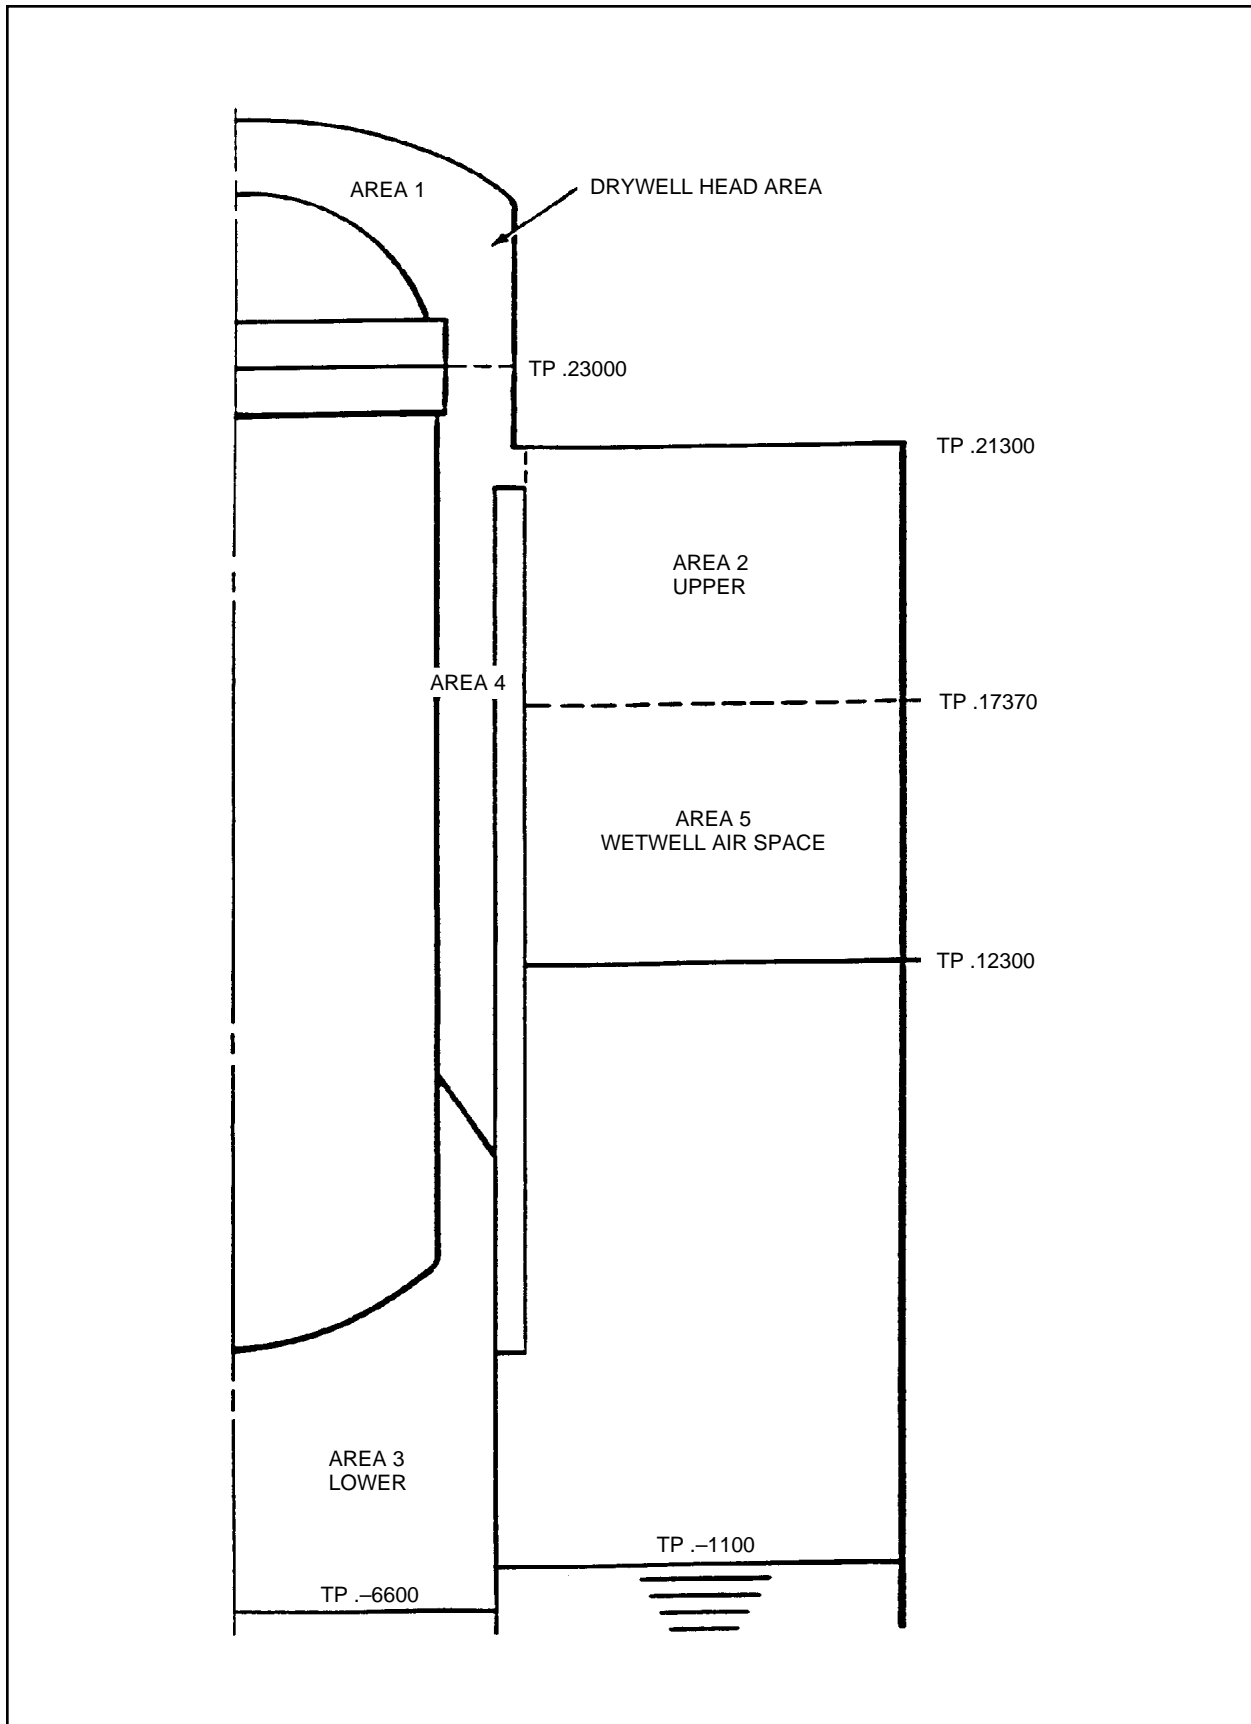 AREA 1
DRYWELL HEAD AREA
TP .23000
TP .21300
AREA 2
UPPER
AREA 4
TP .17370
AREA 5
WETWELL AIR SPACE
TP .12300
AREA 3
LOWER
TP .–1100
TP .–6600